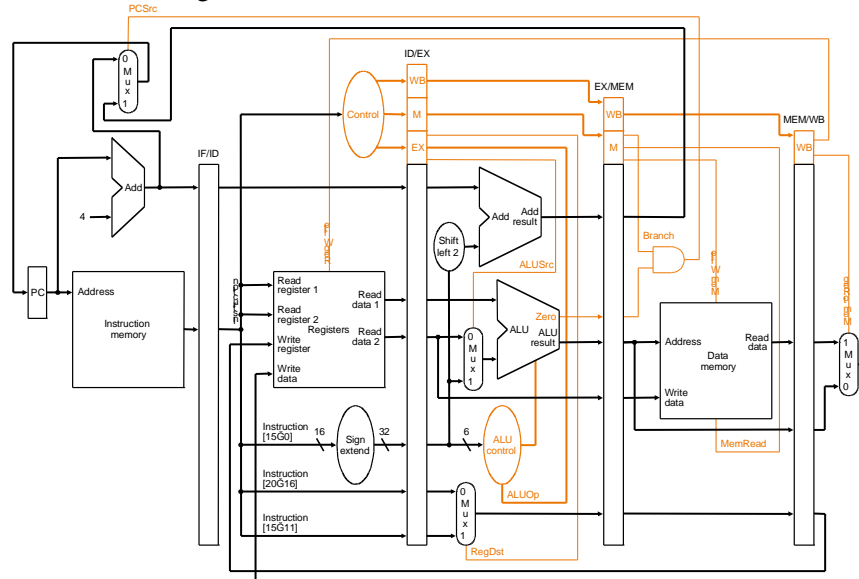 PCSrc
ID/EX
0
M
u
x
1
WB
EX/MEM
Control
M
WB
MEM/WB
EX
M
WB
IF/ID
Add
4
Add
Add
result
Shift
left 2
Branch
ALUSrc
PC
Address
Instruction
memory
Read
register 1
Read
data 1
Read
register 2
Registers
Read
data 2
Write
register
Write
data
Zero
ALU
ALU
result
0
M
u
x
1
Address
Read
data
Data
memory
Write
data
1
M
u
x
0
Instruction
[15G0]
16
Sign
extend
32
6
ALU
control
MemRead
Instruction
[20G16]
ALUOp
0
M
u
x
1
Instruction
[15G11]
RegDst